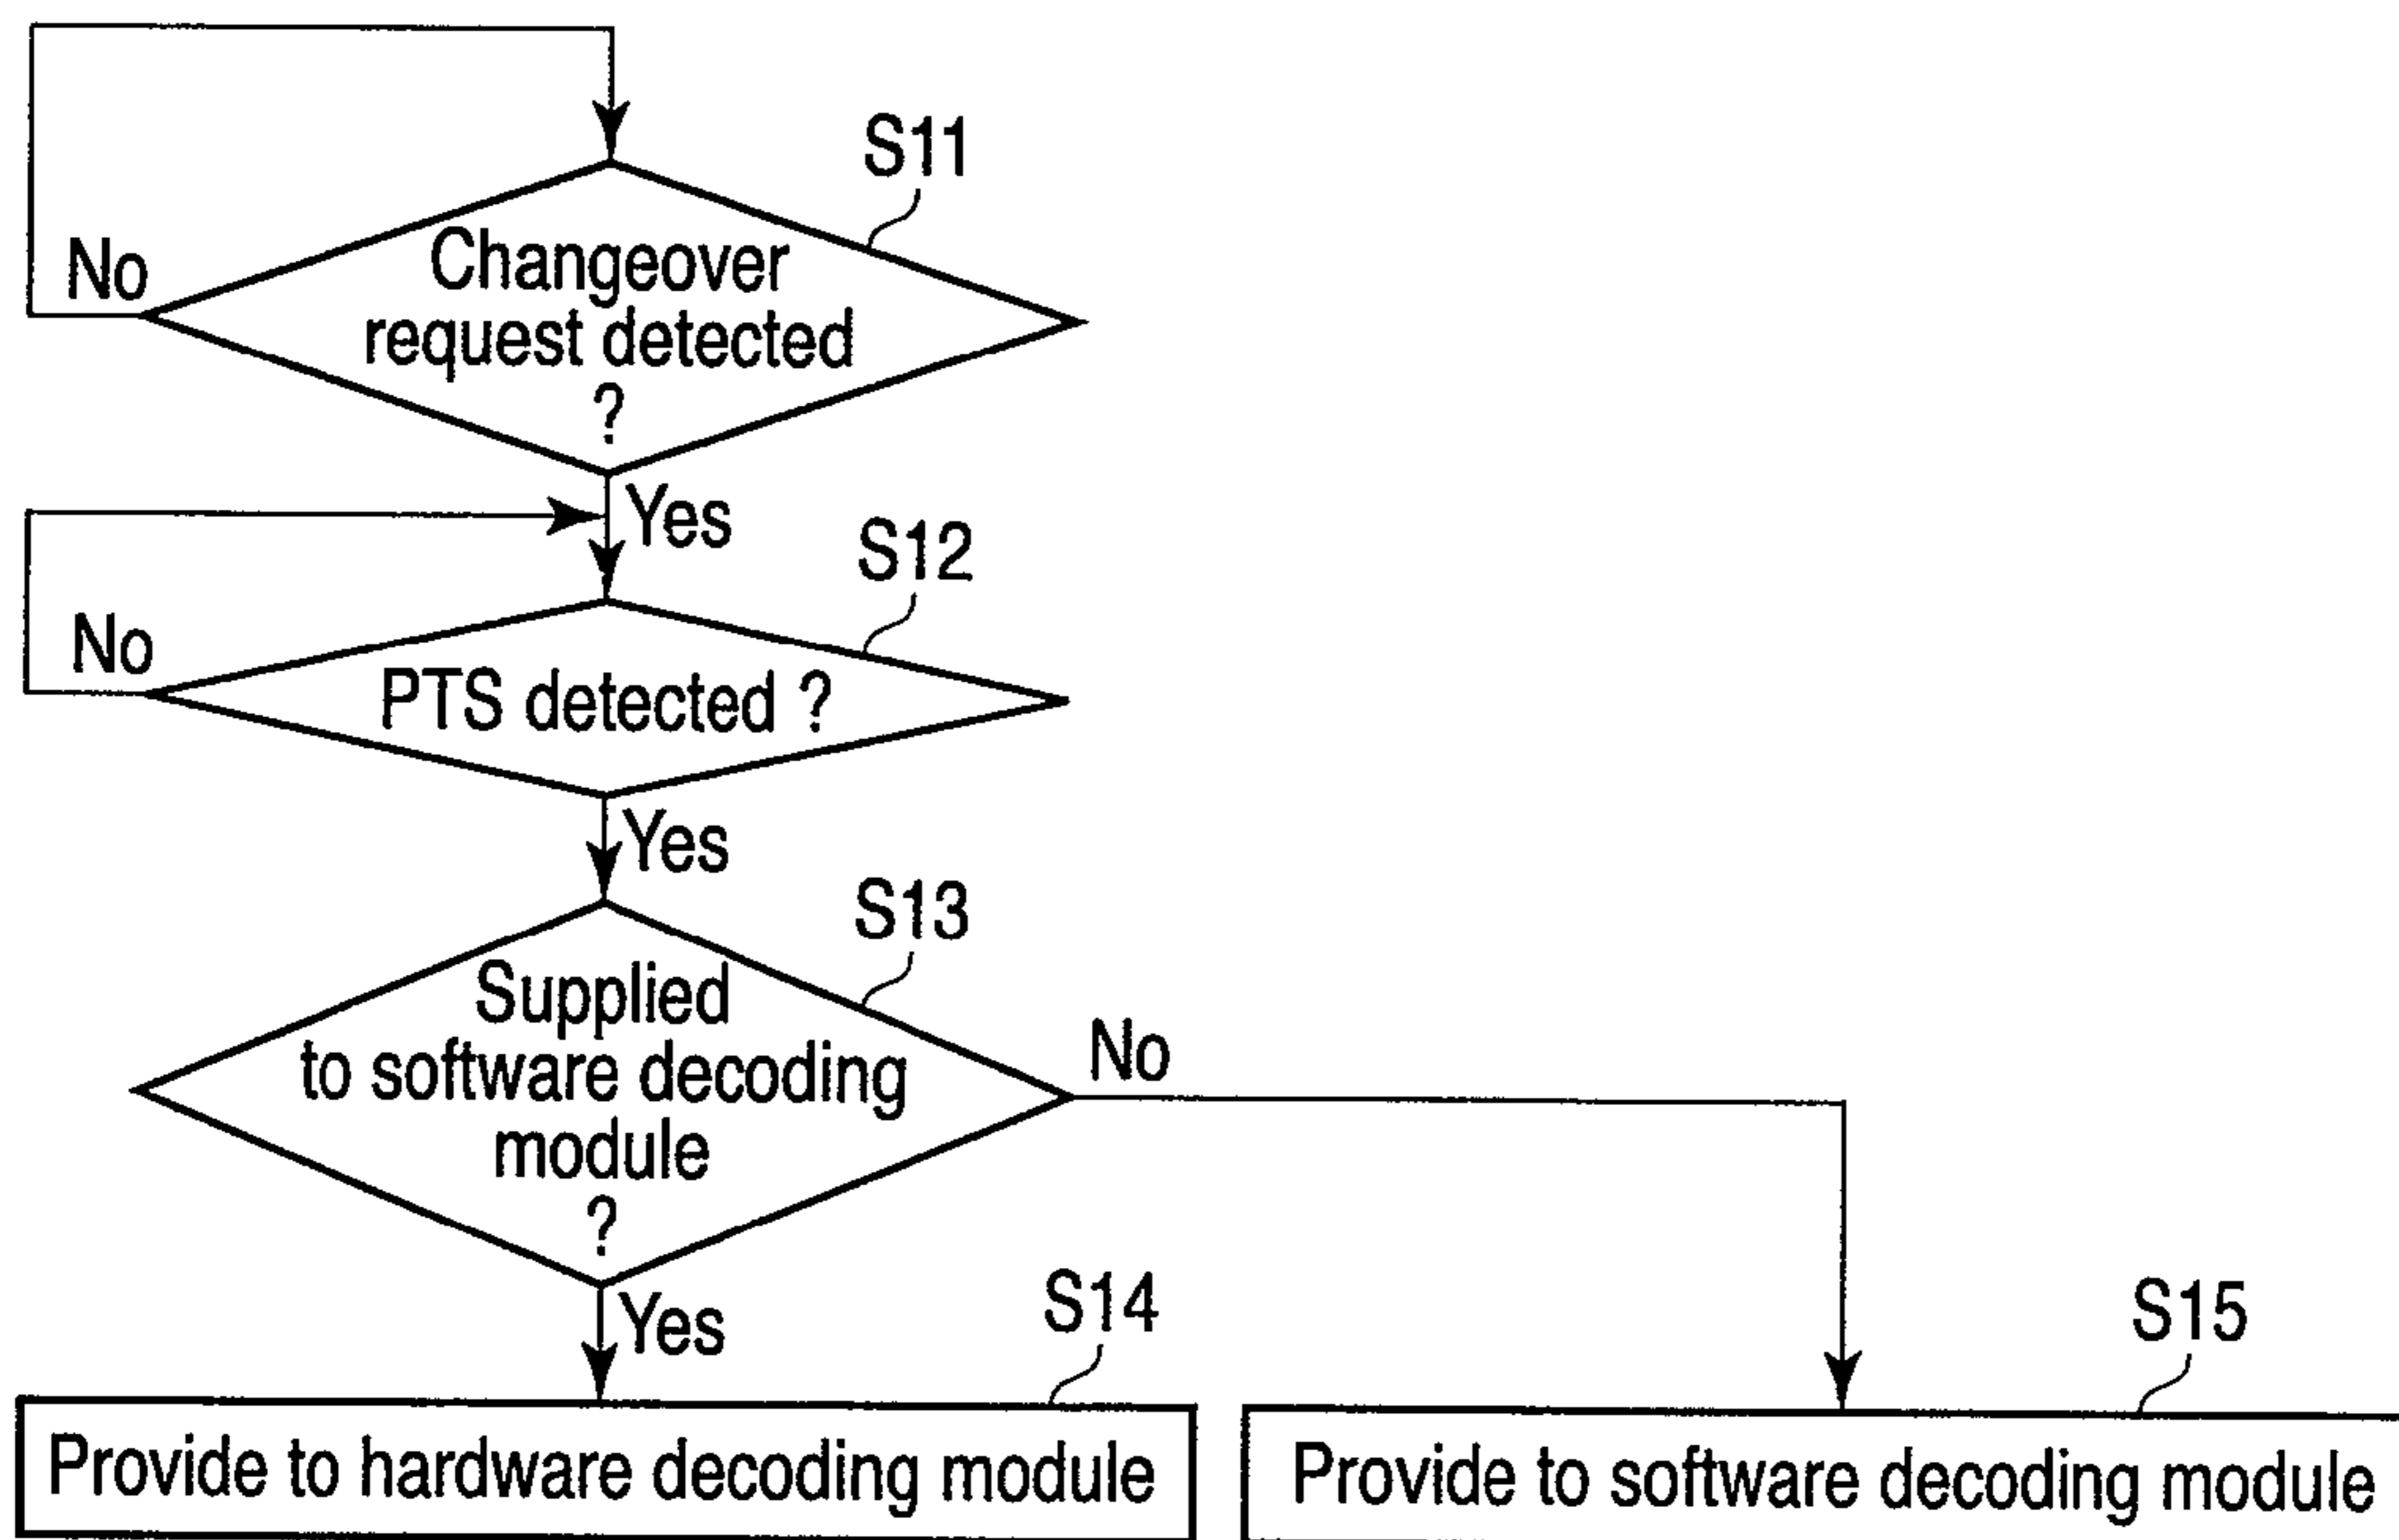 S11
No
Changeover
request detected
?
Yes
S12
No
PTS detected ?
Yes
S13
Supplied
to software decoding
module
?
No
Yes
S14
S15
Provide to hardware decoding module
Provide to software decoding module